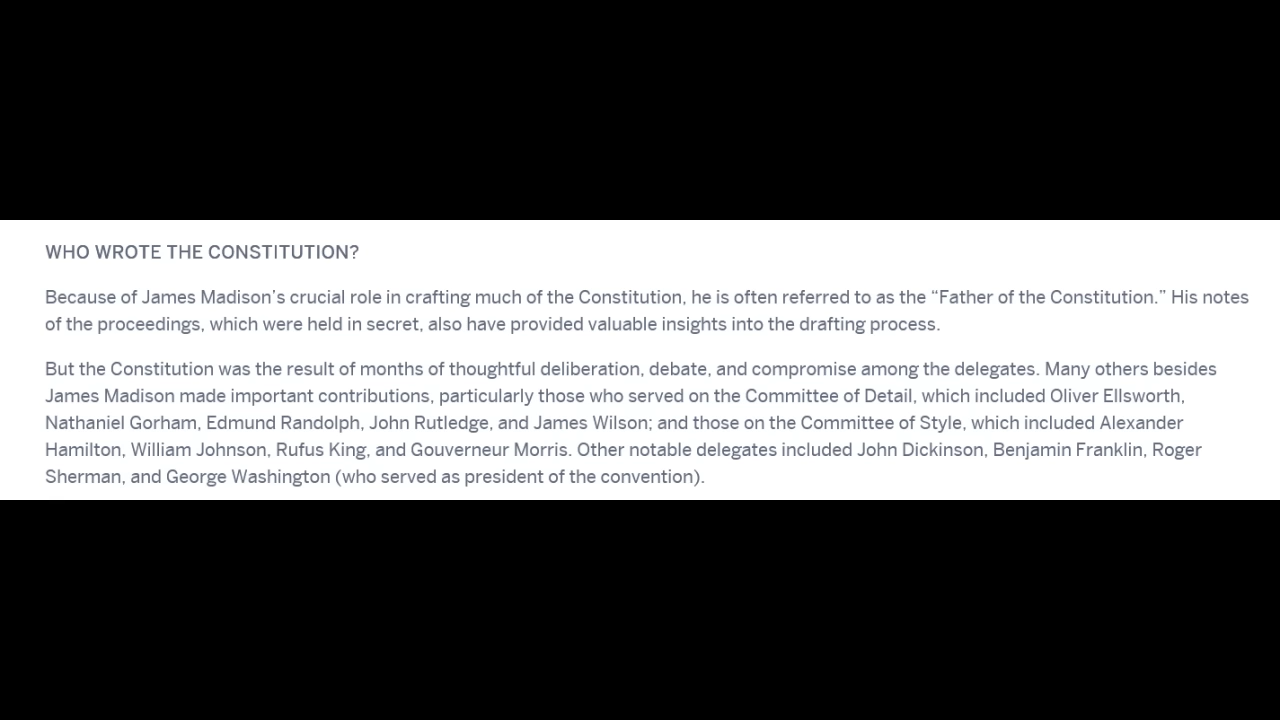 WHO WROTE THE CONSTITUTION?
Because of James Madison’s crucial role in crafting much of the Constitution, he is often referred to as the “Father of the Constitution.” His notes
of the proceedings, which were held in secret, also have provided valuable insights into the drafting process.
But the Constitution was the result of months of thoughtful deliberation, debate, and compromise among the delegates. Many others besides
James Madison made important contributions, particularly those who served on the Committee of Detail, which included Oliver Ellsworth,
Nathaniel Gorham, Edmund Randolph, John Rutledge, and James Wilson; and those on the Committee of Style, which included Alexander
Hamilton, William Johnson, Rufus King, and Gouverneur Morris. Other notable delegates included John Dickinson, Benjamin Franklin, Roger
Sherman, and George Washington (who served as president of the convention).